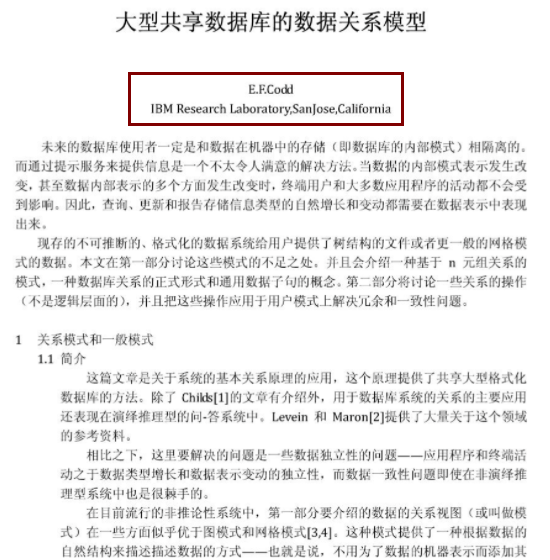 大型共享数据库的数据关系模型
E.F.Codd
IBM Research Laboratory,SanJose,California
未来的数据库使用者一定是和数据在机器中的存储（即数据库的内部模式）相隔离的。
而通过提示服务来提供信息是一个不太令人满意的解决方法。当数据的内部模式表示发生改
变，甚至数据内部表示的多个方面发生改变时，终端用户和大多数应用程序的活动都不会受
到影响。因此，查询、更新和报告存储信息类型的自然增长和变动都需要在数据表示中表现
出来。
现存的不可推断的、格式化的数据系统给用户提供了树结构的文件或者更一般的网格模
式的数据。本文在第一部分讨论这些模式的不足之处。并且会介绍一种基于 n 元组关系的
模式，一种数据库关系的正式形式和通用数据子句的概念。第二部分将讨论一些关系的操作
（不是逻辑层面的），并且把这些操作应用于用户模式上解决冗余和一致性问题。
1 关系模式和一般模式
1.1 简介
这篇文章是关于系统的基本关系原理的应用，这个原理提供了共享大型格式化
数据库的方法。除了 Childs[1]的文章有介绍外，用于数据库系统的关系的主要应用
还表现在演绎推理型的问-答系统中。Levein 和 Maron[2]提供了大量关于这个领域
的参考资料。
相比之下，这里要解决的问题是一些数据独立性的问题——应用程序和终端活
动之于数据类型增长和数据表示变动的独立性，而数据一致性问题即使在非演绎推
理型系统中也是很棘手的。
在目前流行的非推论性系统中，第一部分要介绍的数据的关系视图（或叫做模
式）在一些方面似乎优于图模式和网格模式[3,4]。这种模式提供了一种根据数据的
自然结构来描述描述数据的方式——也就是说，不用为了数据的机器表示而添加其